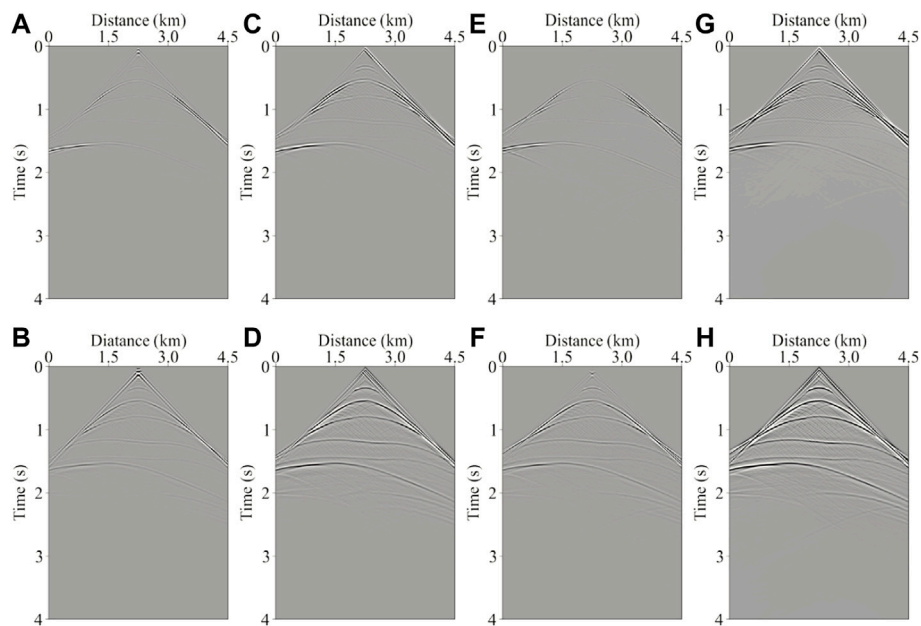 A Distance (km) C Distance (km) E Distance (km) G Distance (km)
0 1.5 3.0 4.5 0 1.5 3.0 4.5 0 1.5 3.0 4.5 0 1.5 3.0 4.5
0 0 0 0
1 1 1 1
Time (s) Time (s) Time (s) Time (s)
2 2 2 2
3 3 3 3
4 4 4 4
B Diatance (km) D Distance (km) F Diatance (km) H Distance (km)
0 1.5 3.0 4.5 0 1.5 3.0 4.5 0 1.5 3.0 4.5 0 1.5 3.0 4.5
0 0 0 0
1 1 1 1
Time (s) Time (s) Time (s) Time (s)
2 2 2 2
3 3 3 3
4 4 4 4